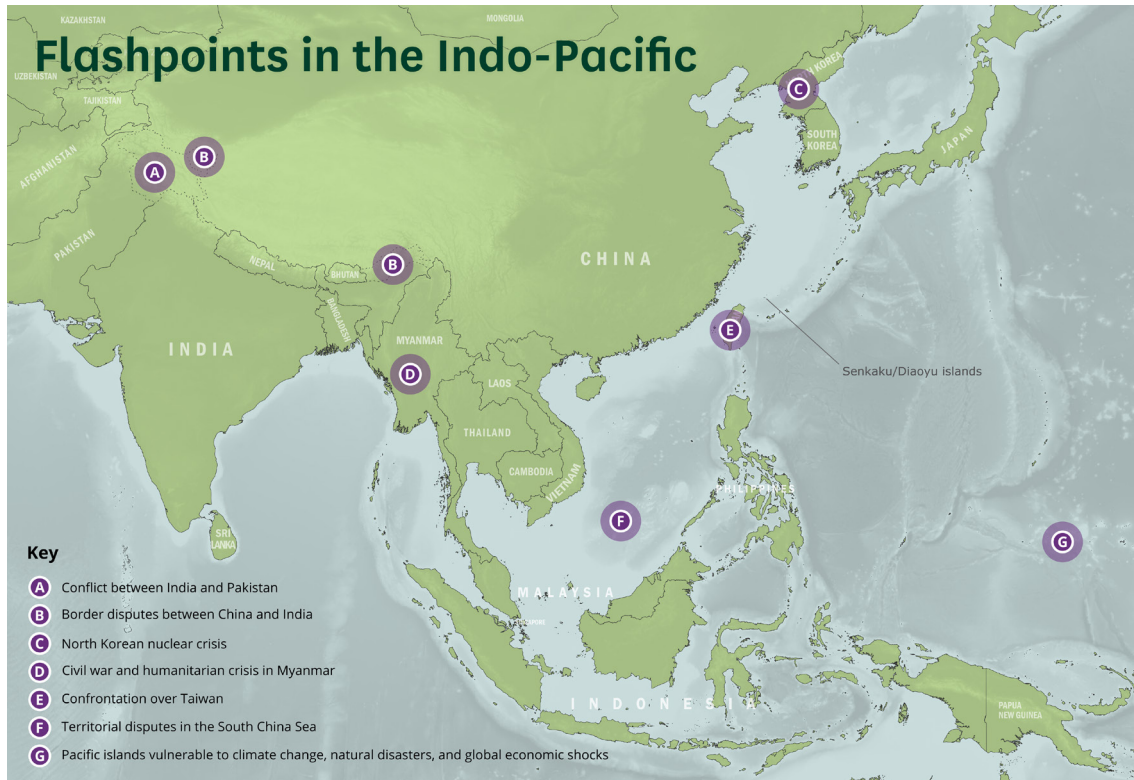 KAZAKHSTAN
MONGOLIA
Flashpoints in the Indo-Pacific
UZBEKISTAN
TAJIKISTAN
KOREA
C
SOUTH
KOREA
JAPAN
AFGHANISTAN
A
B
PAKISTAN
NEPAL
BHUTAN
B
CHINA
BANGLADESH
INDIA
MYANMAR
E
D
LAOS
Senkaku/Diaoyu islands
THAILAND
CAMBODIA
VIETNAM
PHILIPPINES
F
SRI
LANKA
G
MALAYSIA
SINGAPORE
INDONESIA
PAPUA
NEW GUINEA
Key
A Conflict between India and Pakistan
B Border disputes between China and India
C North Korean nuclear crisis
D Civil war and humanitarian crisis in Myanmar
E Confrontation over Taiwan
F Territorial disputes in the South China Sea
G Pacific islands vulnerable to climate change, natural disasters, and global economic shocks